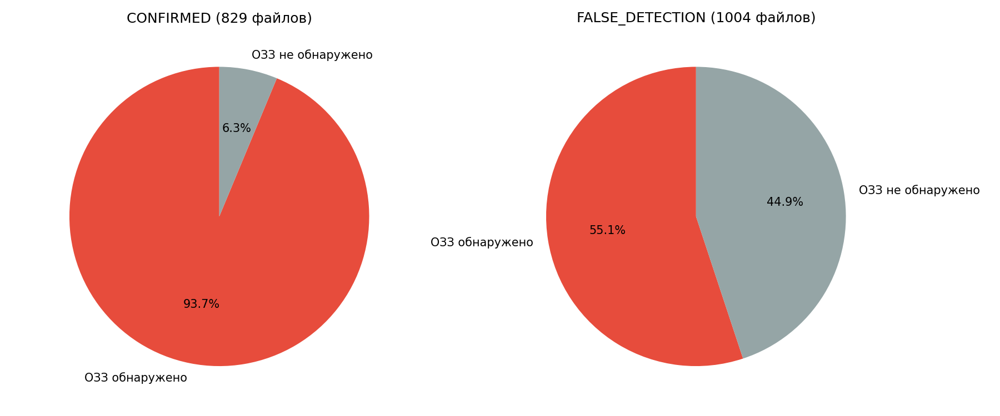 CONFIRMED (829 файлов)
ОЗЗ не обнаружено
6.3%
93.7%
ОЗЗ обнаружено
FALSE_DETECTION (1004 файлов)
ОЗЗ не обнаружено
44.9%
55.1%
ОЗЗ обнаружено